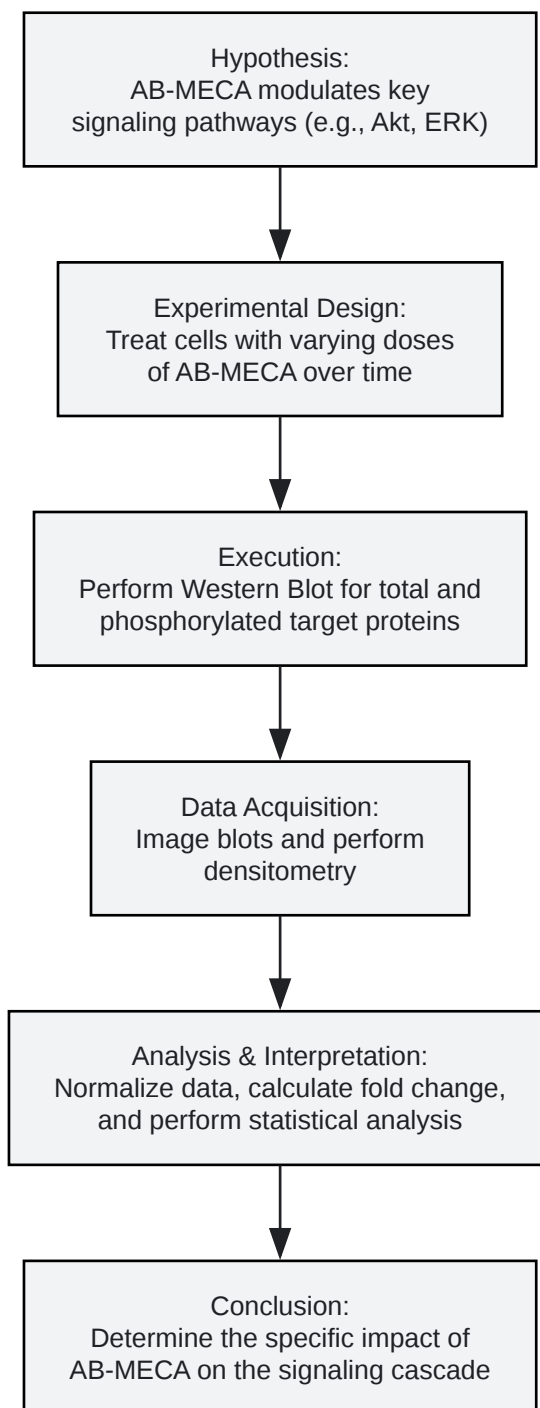 Hypothesis:
AB-MECA modulates key
signaling pathways (e.g., Akt, ERK)
Experimental Design:
Treat cells with varying doses
of AB-MECA over time
Execution:
Perform Western Blot for total and
phosphorylated target proteins
Data Acquisition:
Image blots and perform
densitometry
Analysis & Interpretation:
Normalize data, calculate fold change,
and perform statistical analysis
Conclusion:
Determine the specific impact of
AB-MECA on the signaling cascade